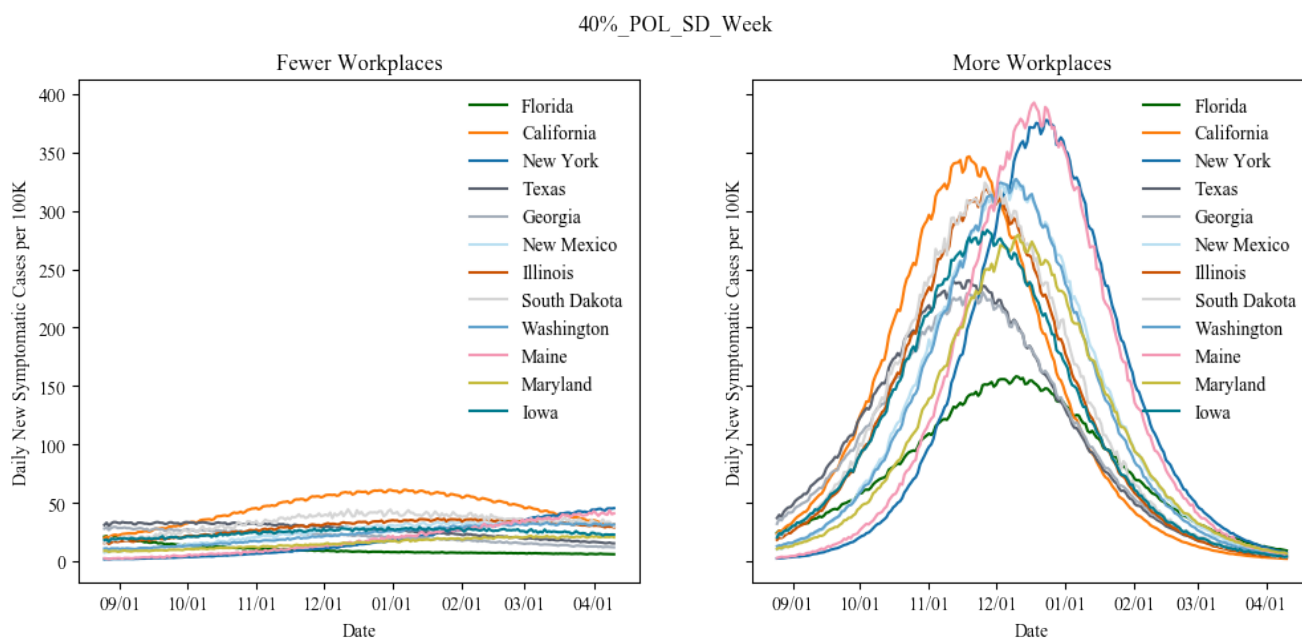 40%_POL_SD_Week
Fewer Workplaces
Daily New Symptomatic Cases per 100K
400
350
300
250
200
150
100
50
0
Florida
California
New York
Texas
Georgia
New Mexico
Illinois
South Dakota
Washington
Maine
Maryland
Iowa
09/01 10/01 11/01 12/01 01/01 02/01 03/01 04/01
Date
More Workplaces
Daily New Symptomatic Cases per 100K
Florida
California
New York
Texas
Georgia
New Mexico
Illinois
South Dakota
Washington
Maine
Maryland
Iowa
09/01 10/01 11/01 12/01 01/01 02/01 03/01 04/01
Date